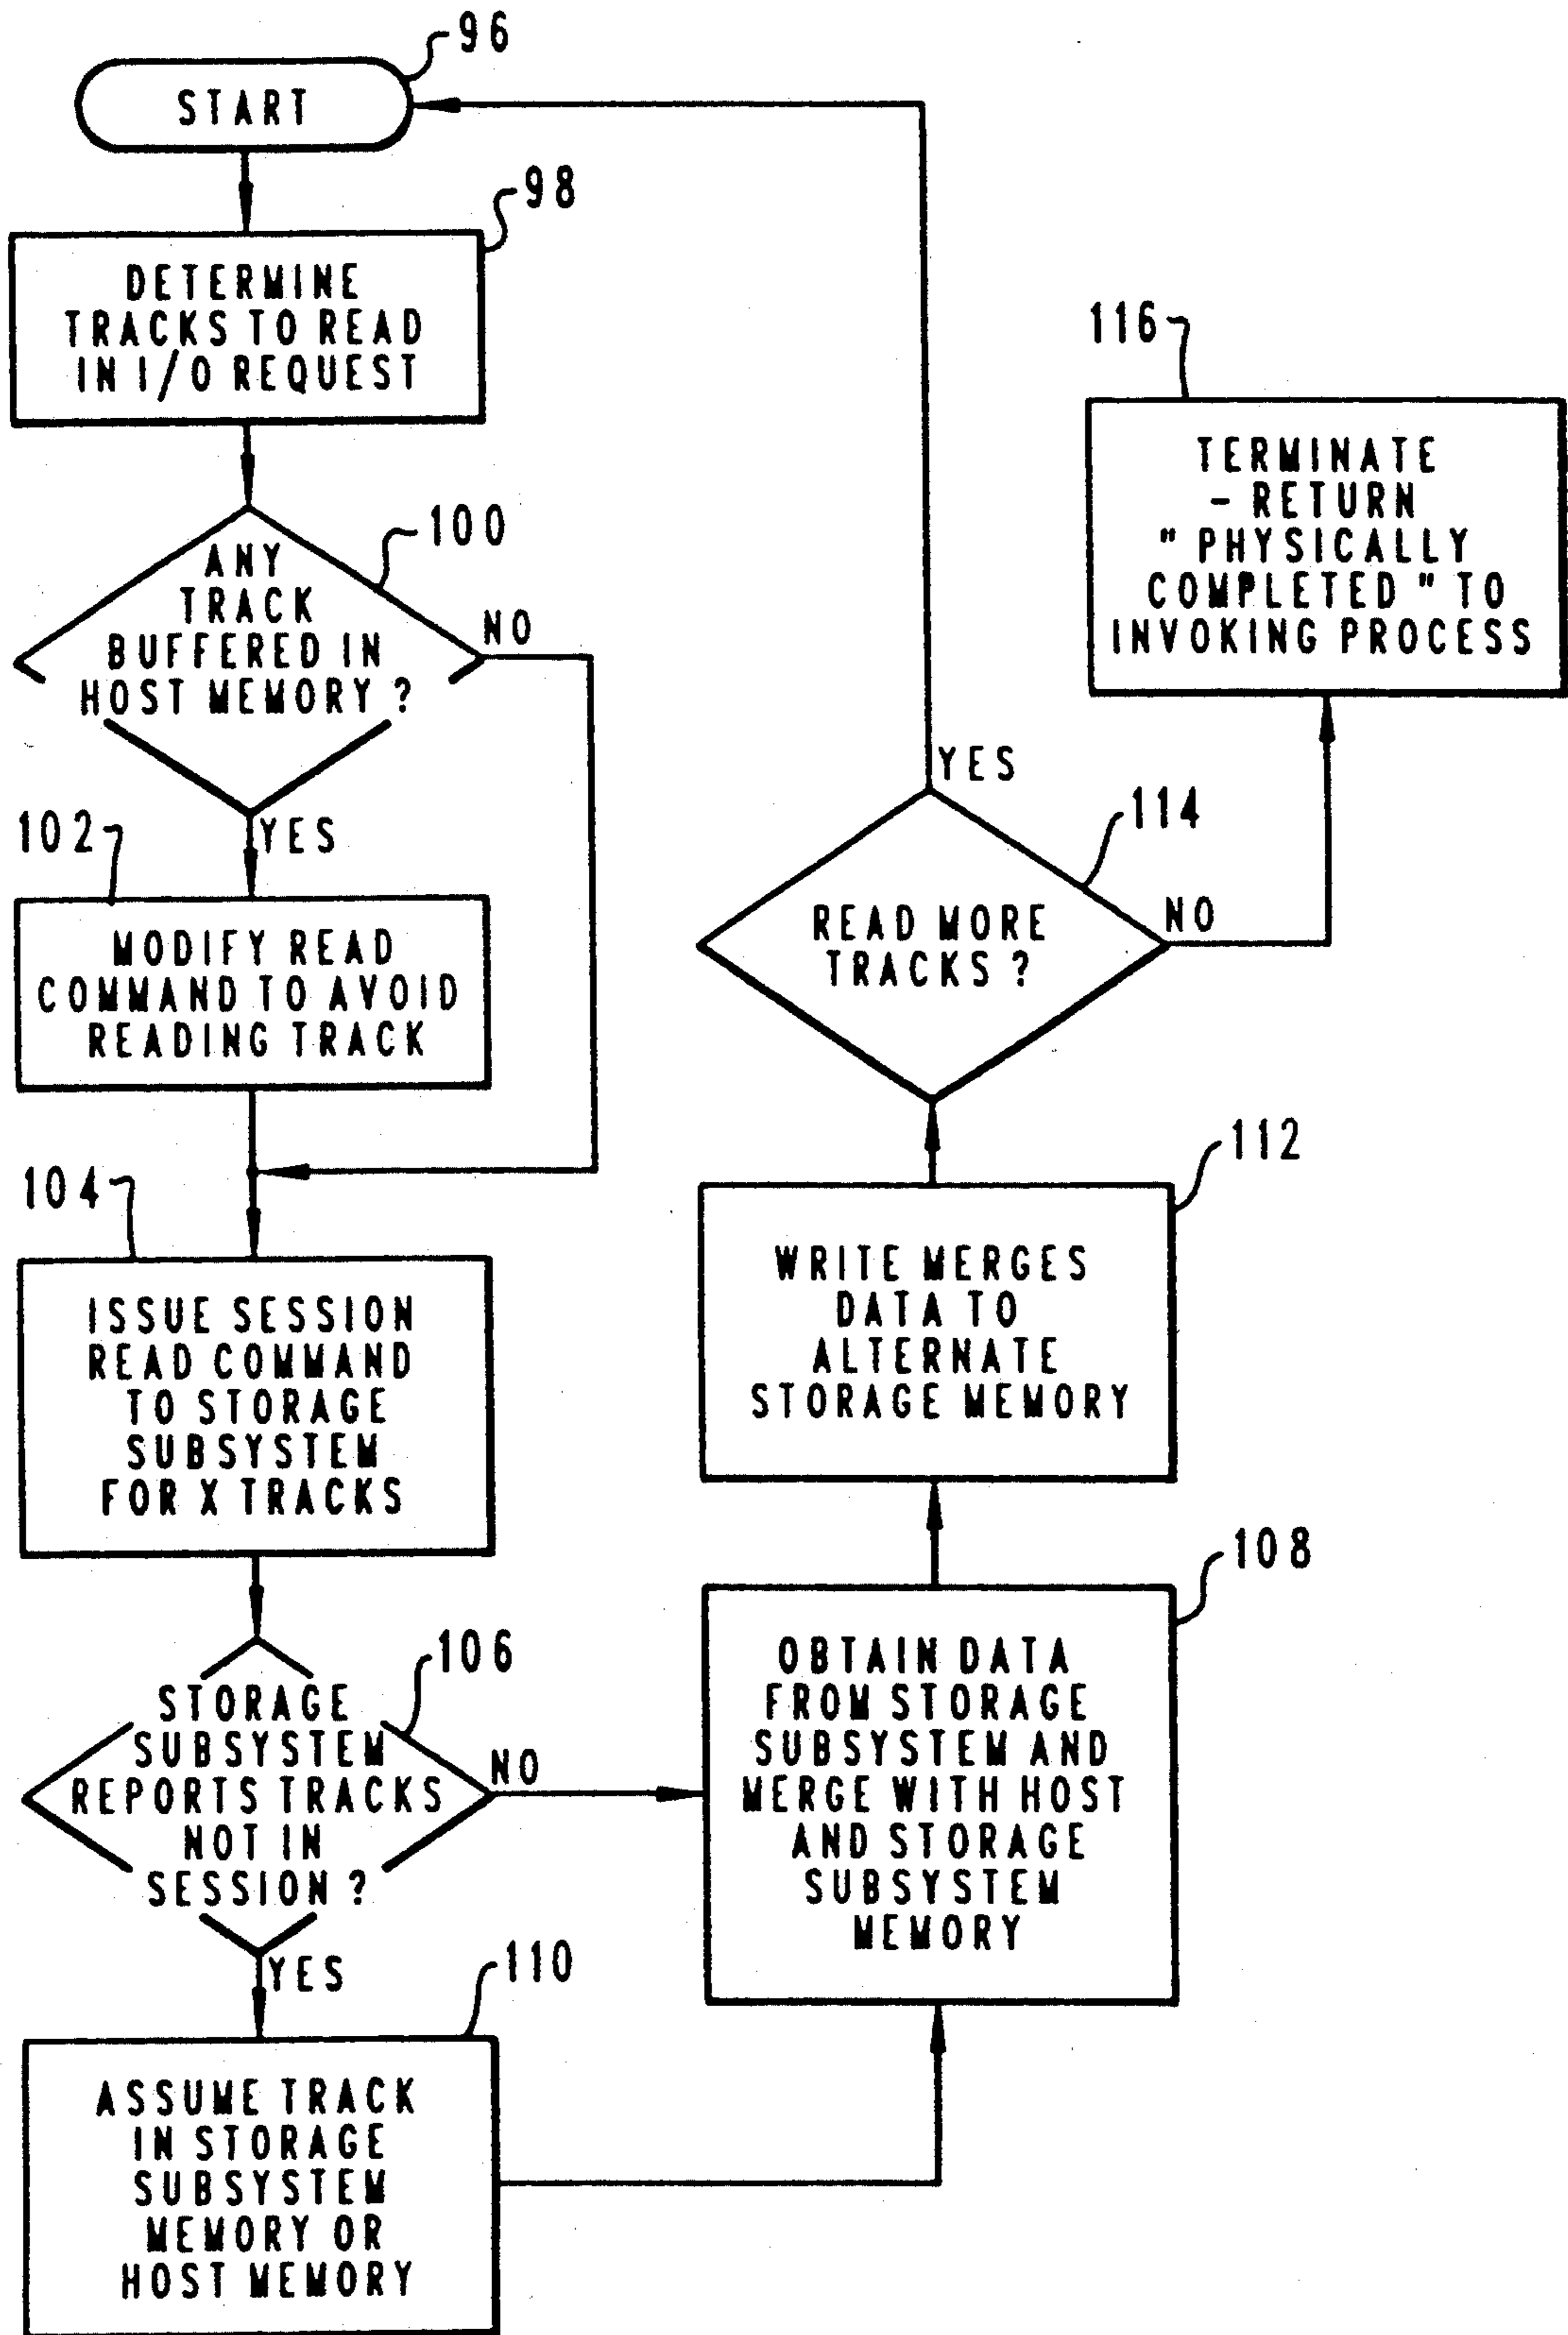 96
START
98
DETERMINE
TRACKS TO READ
IN I/O REQUEST
100
ANY
TRACK
BUFFERED IN
HOST MEMORY ?
NO
YES
102
MODIFY READ
COMMAND TO AVOID
READING TRACK
104
ISSUE SESSION
READ COMMAND
TO STORAGE
SUBSYSTEM
FOR X TRACKS
106
STORAGE
SUBSYSTEM
REPORTS TRACKS
NOT IN
SESSION ?
NO
YES
110
ASSUME TRACK
IN STORAGE
SUBSYSTEM
MEMORY OR
HOST MEMORY
108
OBTAIN DATA
FROM STORAGE
SUBSYSTEM AND
MERGE WITH HOST
AND STORAGE
SUBSYSTEM
MEMORY
112
WRITE MERGES
DATA TO
ALTERNATE
STORAGE MEMORY
114
READ MORE
TRACKS ?
YES
NO
116
TERMINATE
- RETURN
" PHYSICALLY
COMPLETED " TO
INVOKING PROCESS